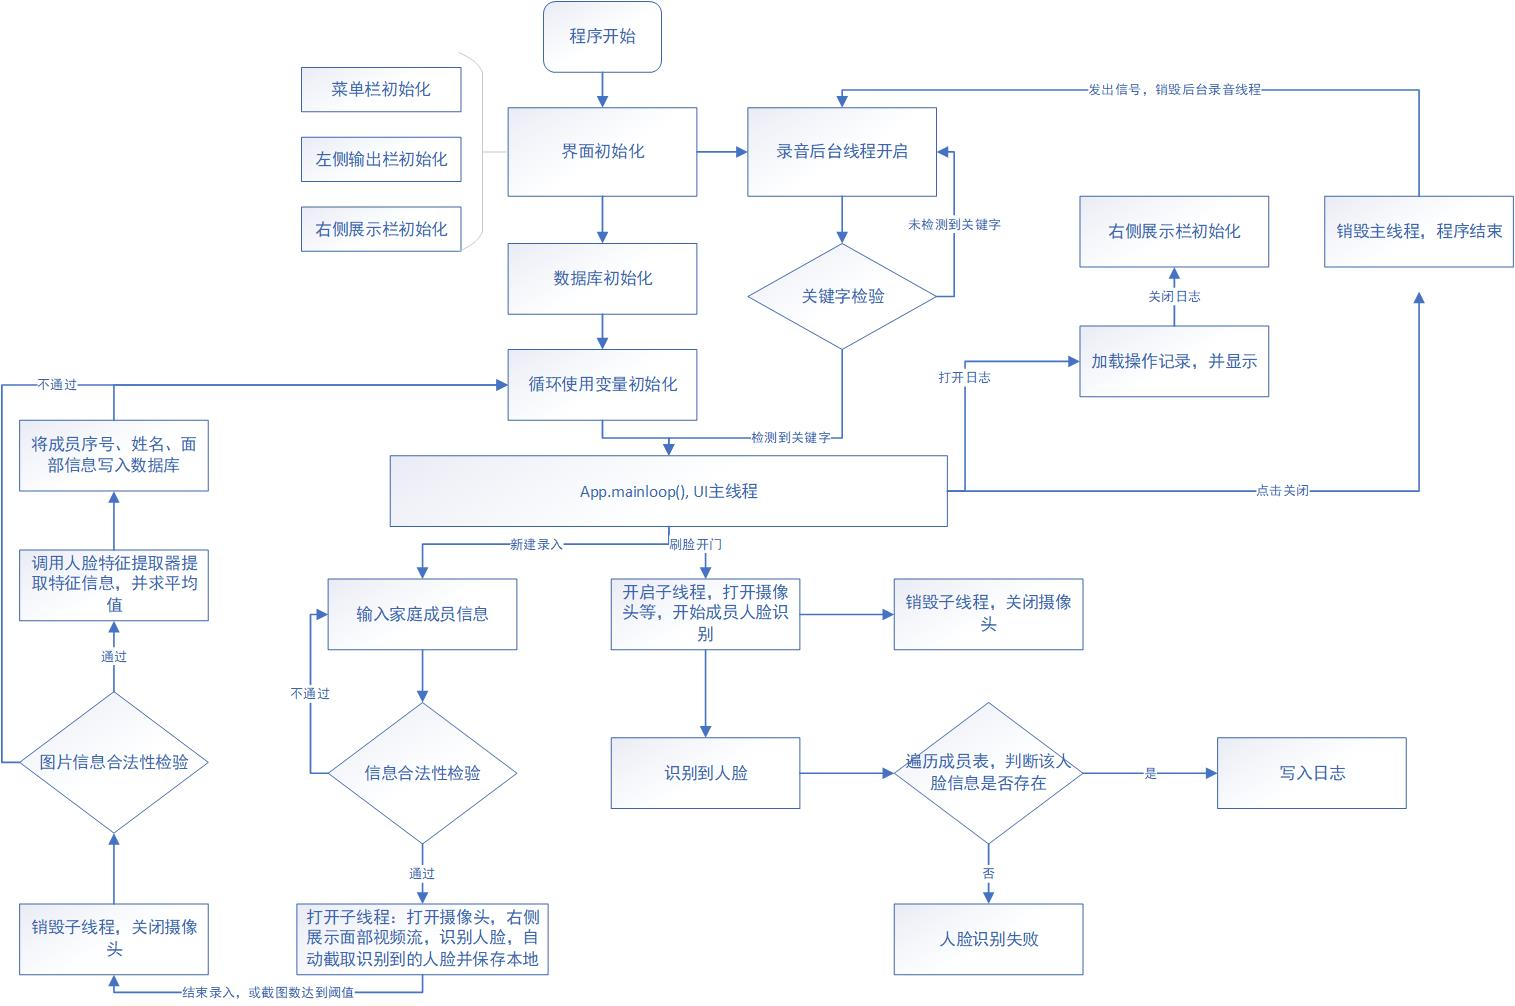 程序开始
菜单栏初始化
左侧输出栏初始化
右侧展示栏初始化
界面初始化
录音后台线程开启
发出信号，销毁后台录音线程
未检测到关键字
右侧展示栏初始化
销毁主线程，程序结束
数据库初始化
关键字检验
关闭日志
加载操作记录，并显示
打开日志
循环使用变量初始化
检测到关键字
不通过
将成员序号、姓名、面
部信息写入数据库
App.mainloop(), UI主线程
点击关闭
新建录入
刷脸开门
调用人脸特征提取器提
取特征信息，并求平均
值
输入家庭成员信息
开启子线程，打开摄像
头等，开始成员人脸识
别
销毁子线程，关闭摄像
头
通过
不通过
图片信息合法性检验
信息合法性检验
识别到人脸
遍历成员表，判断该人
脸信息是否存在
是
写入日志
通过
否
销毁子线程，关闭摄像
头
打开子线程：打开摄像头，右侧
展示面部视频流，识别人脸，自
动截取识别到的人脸并保存本地
人脸识别失败
结束录入，或截图数达到阈值